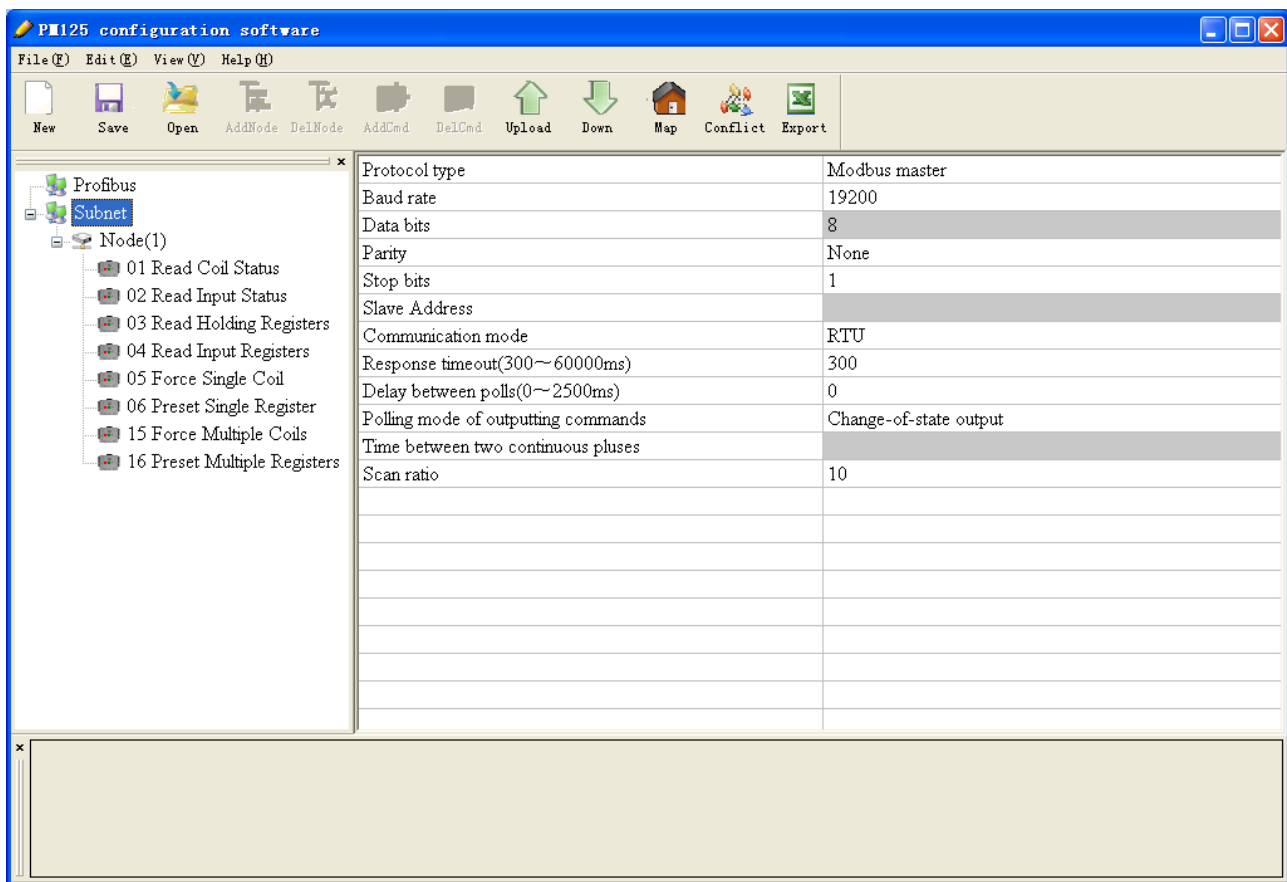 PM125 configuration software
File(F) Edit(E) View(V) Help(H)
New Save Open AddNode DelNode AddCmd DelCmd Upload Down Map Conflict Export
Profibus
Subnet
Node(1)
01 Read Coil Status
02 Read Input Status
03 Read Holding Registers
04 Read Input Registers
05 Force Single Coil
06 Preset Single Register
15 Force Multiple Coils
16 Preset Multiple Registers
Protocol type Modbus master
Baud rate 19200
Data bits 8
Parity None
Stop bits 1
Slave Address
Communication mode RTU
Response timeout(300~60000ms) 300
Delay between polls(0~2500ms) 0
Polling mode of outputting commands Change-of-state output
Time between two continuous pluses
Scan ratio 10